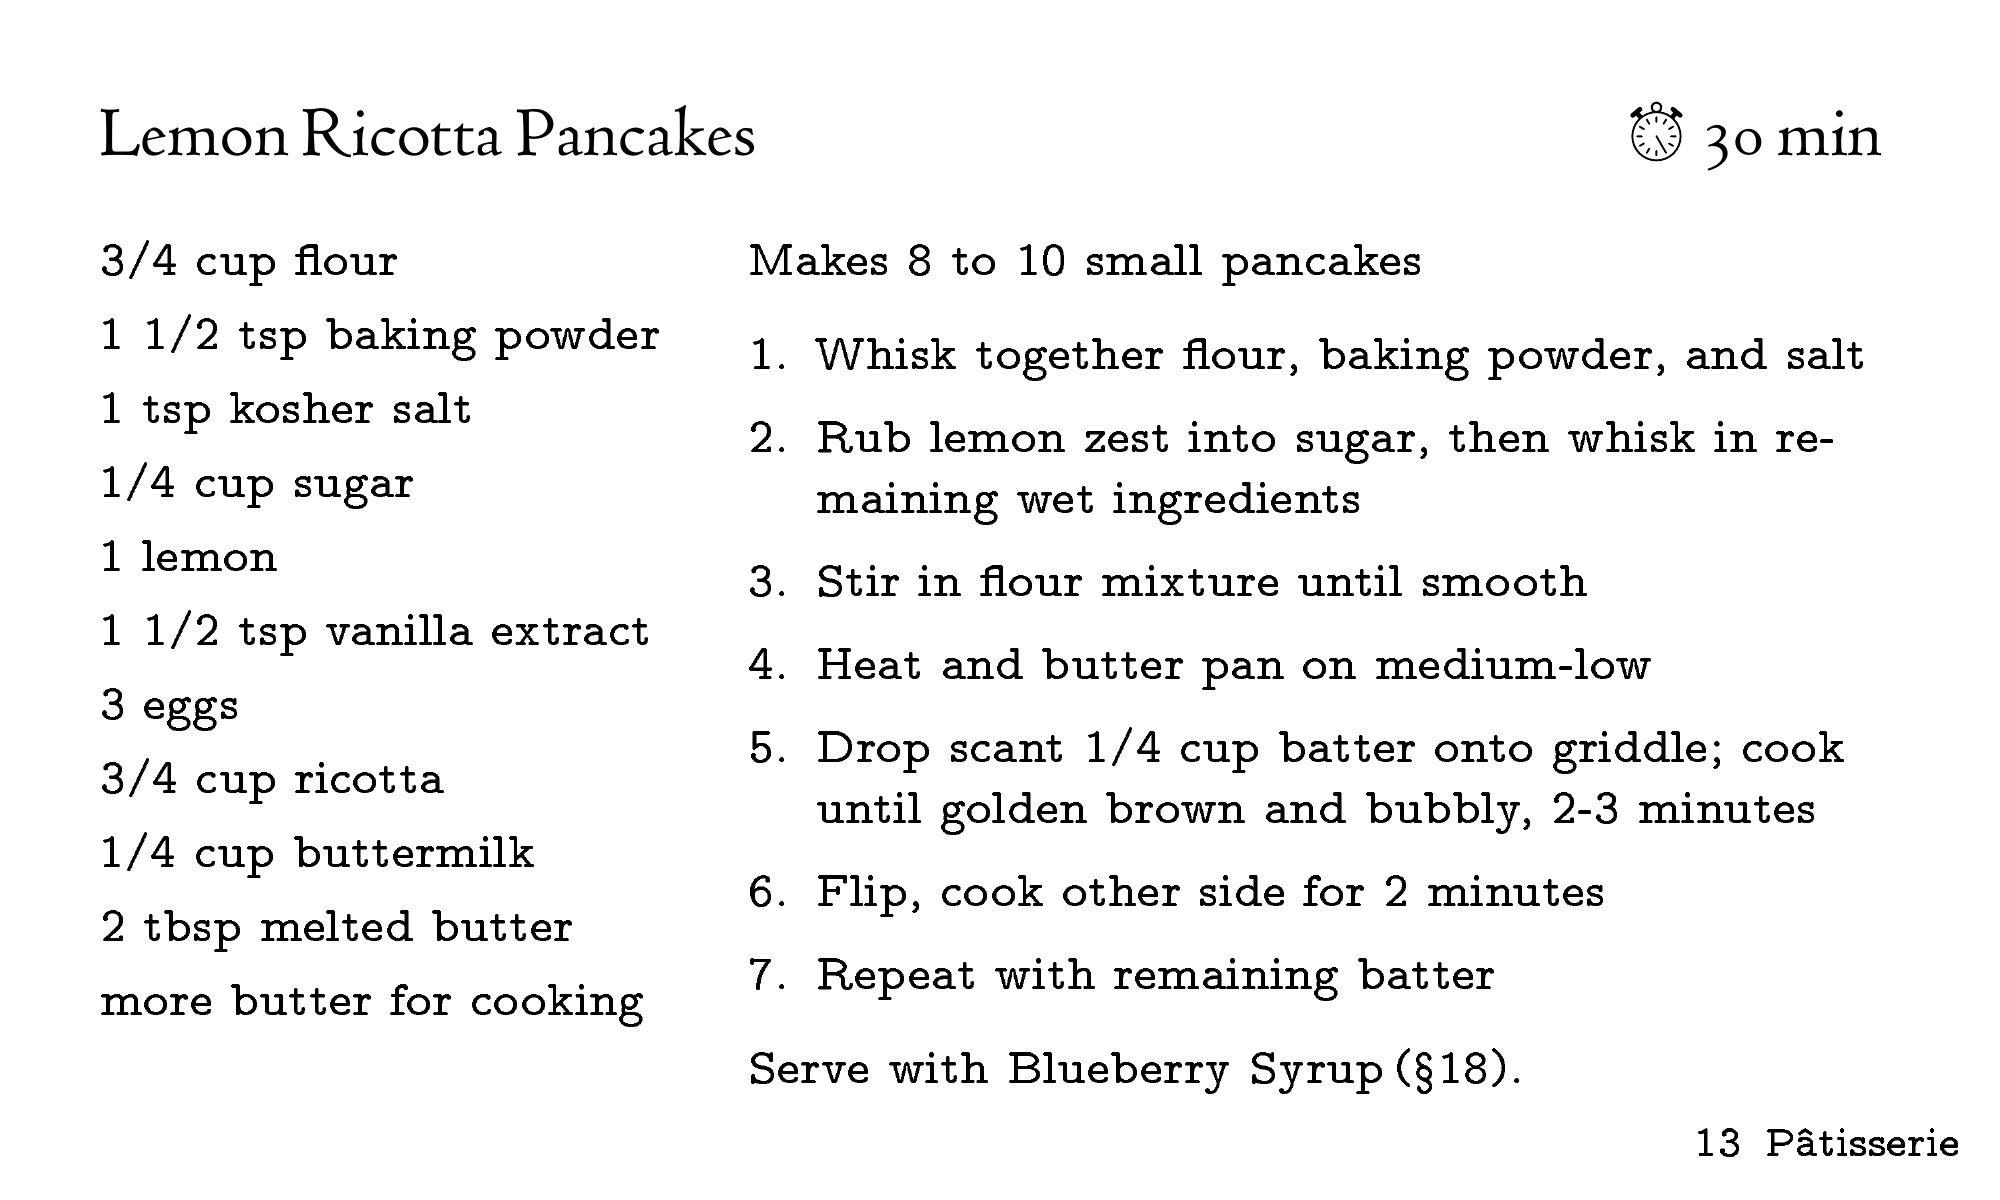 Lemon Ricotta Pancakes
30 min
3/4 cup flour
1 1/2 tsp baking powder
1 tsp kosher salt
1/4 cup sugar
1 lemon
1 1/2 tsp vanilla extract
3 eggs
3/4 cup ricotta
1/4 cup buttermilk
2 tbsp melted butter
more butter for cooking
Makes 8 to 10 small pancakes
1. Whisk together flour, baking powder, and salt
2. Rub lemon zest into sugar, then whisk in re-
maining wet ingredients
3. Stir in flour mixture until smooth
4. Heat and butter pan on medium-low
5. Drop scant 1/4 cup batter onto griddle; cook
until golden brown and bubbly, 2-3 minutes
6. Flip, cook other side for 2 minutes
7. Repeat with remaining batter
Serve with Blueberry Syrup (§18).
13 Pâtisserie